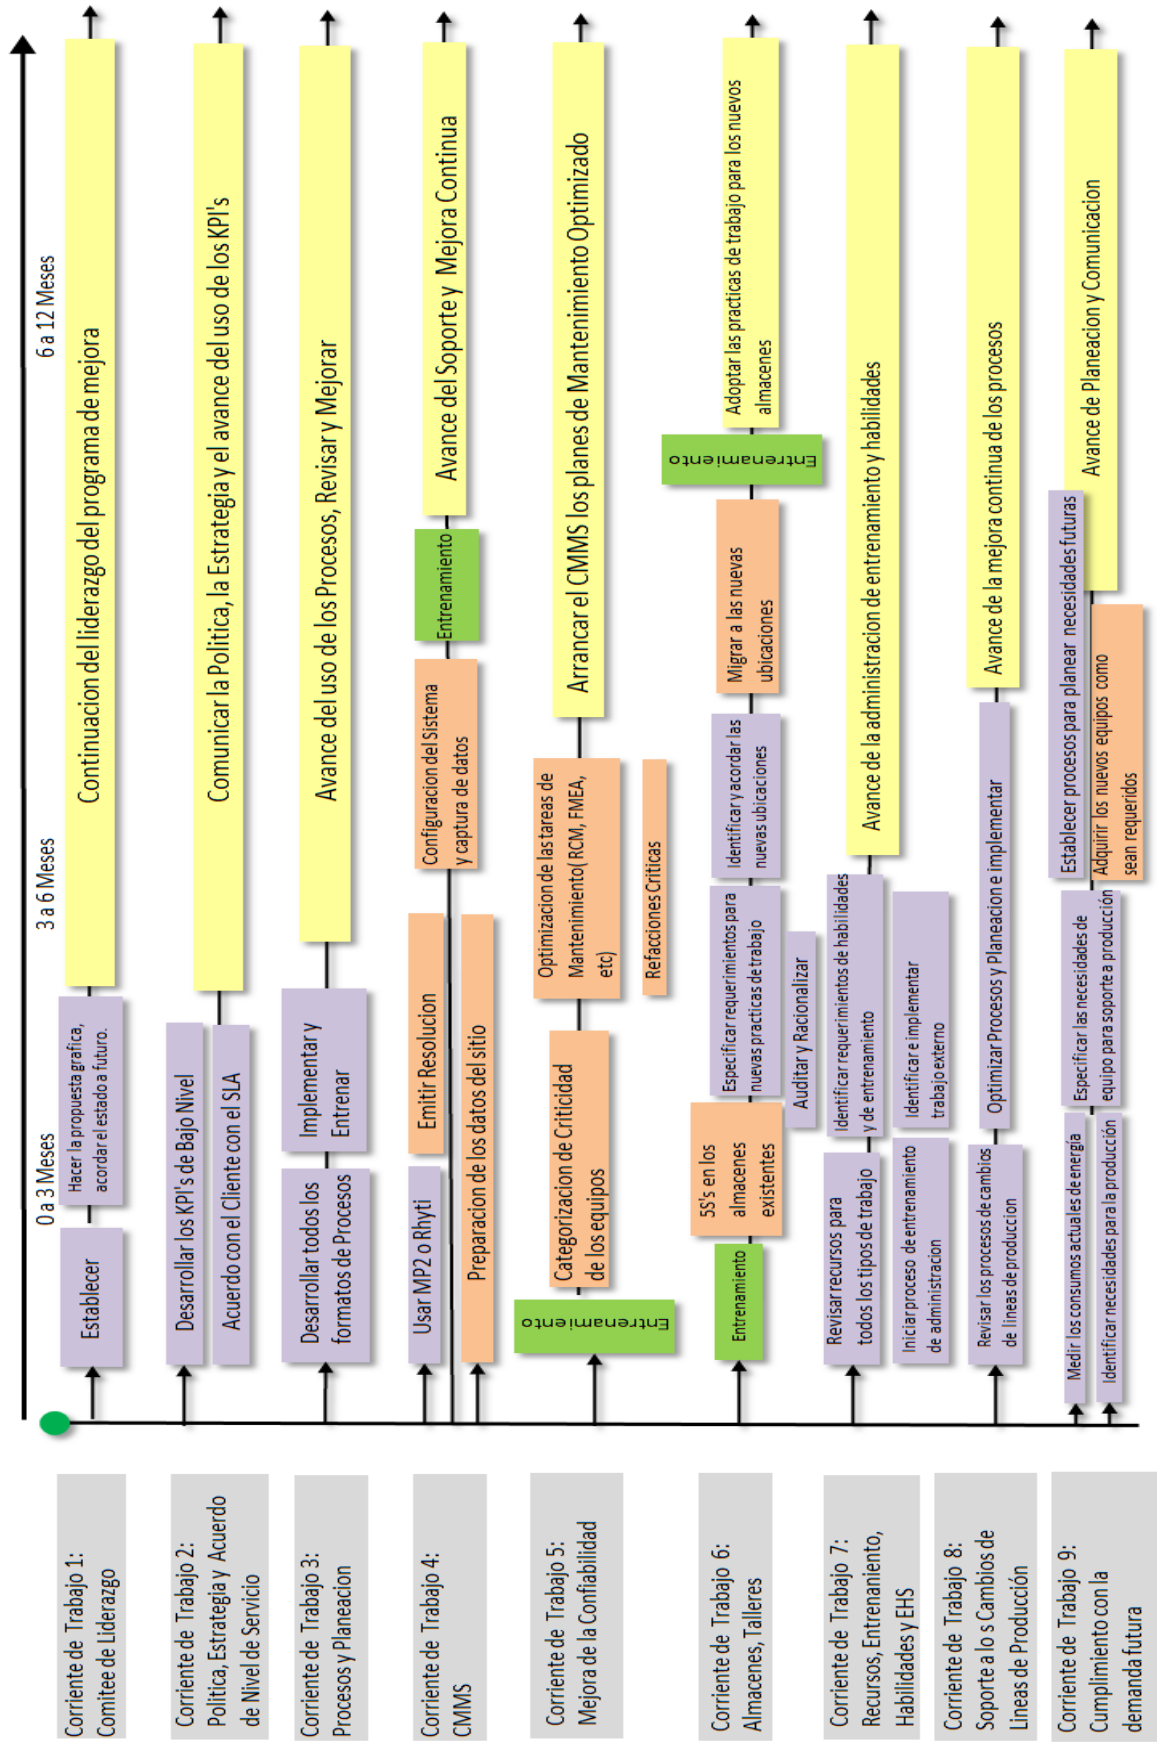 0 a 3 Meses
3 a 6 Meses
6 a 12 Meses
Corriente de Trabajo 1:
Comitee de Liderazgo
Establecer
Hacer la propuesta grafica,
acordar el estado a futuro.
Continuacion del liderazgo del programa de mejora
Corriente de Trabajo 2:
Politica, Estrategia y Acuerdo
de Nivel de Servicio
Desarrollar los KPI's de Bajo Nivel
Acuerdo con el Cliente con el SLA
Comunicar la Politica, la Estrategia y el avance del uso de los KPI's
Corriente de Trabajo 3:
Procesos y Planeacion
Desarrollar todos los
formatos de Procesos
Implementar y
Entrenar
Avance del uso de los Procesos, Revisar y Mejorar
Corriente de Trabajo 4:
CMMS
Usar MP2 o Rhyti
Emitir Resolucion
Preparacion de los datos del sitio
Configuracion del Sistema
y captura de datos
Entrenamiento
Avance del Soporte y Mejora Continua
Corriente de Trabajo 5:
Mejora de la Confiabilidad
Entrenamiento
Categorizacion de Criticidad
de los equipos
Optimizacion de las tareas de
Mantenimiento( RCM, FMEA,
etc)
Refacciones Criticas
Arrancar el CMMS los planes de Mantenimiento Optimizado
Corriente de Trabajo 6:
Almacenes, Talleres
Entrenamiento
5S's en los
almacenes
existentes
Especificar requerimientos para
nuevas practicas de trabajo
Auditar y Racionalizar
Identificar y acordar las
nuevas ubicaciones
Migrar a las nuevas
ubicaciones
Entrenamiento
Adoptar las practicas de trabajo para los nuevos
almacenes
Corriente de Trabajo 7:
Recursos, Entrenaniento,
Habilidades y EHS
Revisar recursos para
todos los tipos de trabajo
Iniciar proceso de entrenamiento
de administracion
Identificar requerimientos de habilidades
y de entrenamiento
Identificar e implementar
trabajo externo
Avance de la administracion de entrenamiento y habilidades
Corriente de Trabajo 8:
Soporte a lo s Cambios de
Lineas de Producción
Revisar los procesos de cambios
de lineas de produccion
Optimizar Procesos y Planeacion e implementar
Avance de la mejora continua de los procesos
Corriente de Trabajo 9:
Cumplimiento con la
demanda futura
Medir los consumos actuales de energía
Identificar necesidades para la producción
Especificar las necesidades de
equipo para soporte a producción
Establecer procesos para planear necesidades futuras
Adquirir los nuevos equipos como
sean requeridos
Avance de Planeacion y Comunicacion